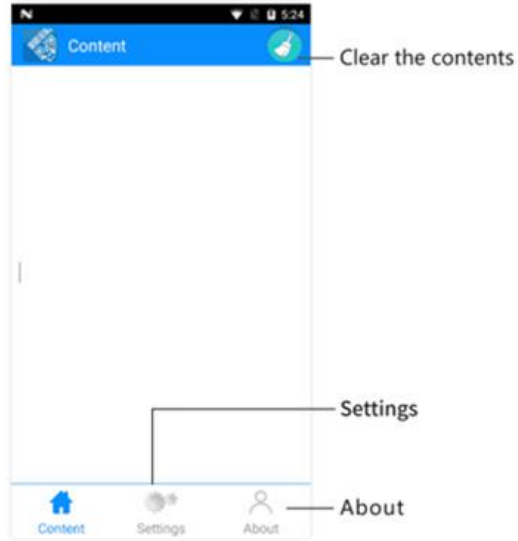 5:24
Content
Clear the contents
Settings
About
Content Settings About